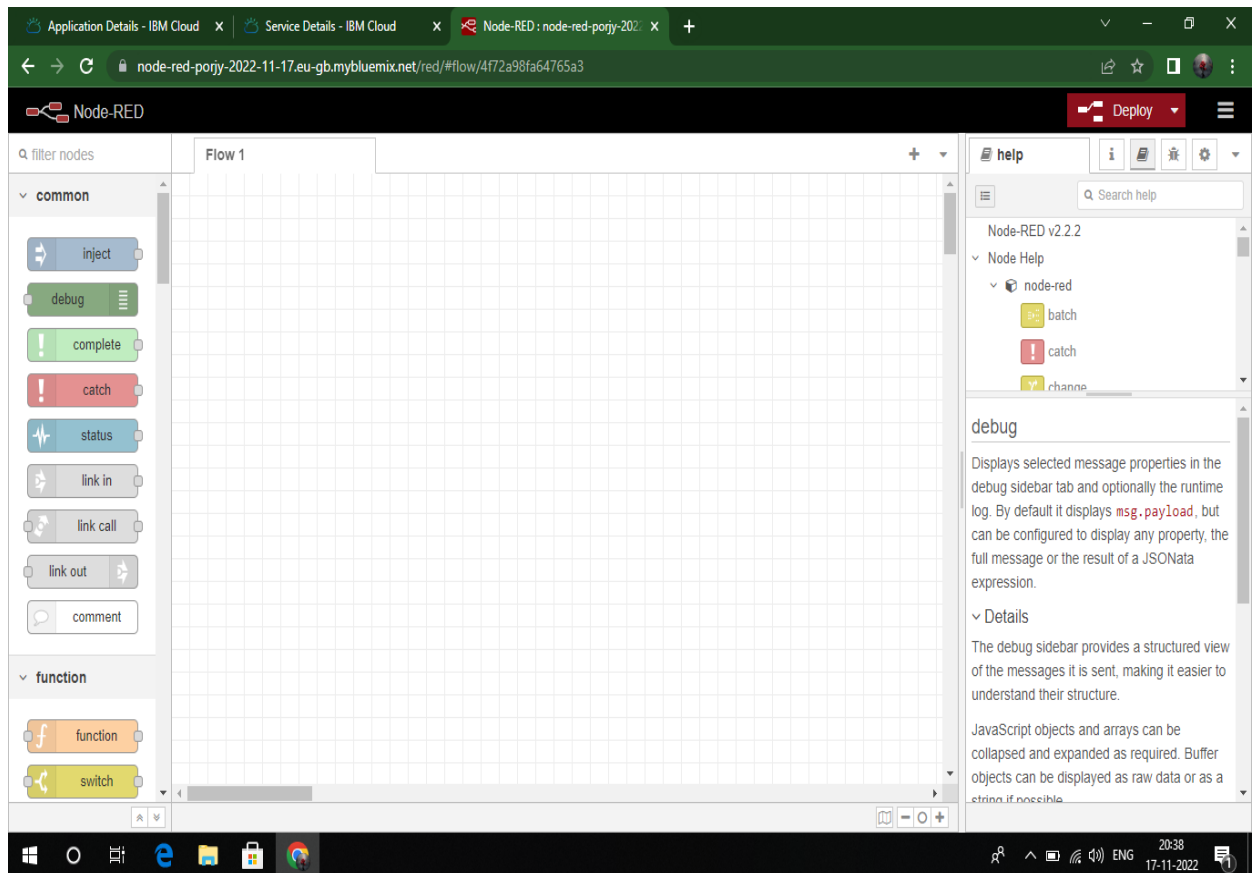 Application Details - IBM Cloud
Service Details - IBM Cloud
Node-RED : node-red-porjy-202
node-red-porjy-2022-11-17.eu-gb.mybluemix.net/red/#flow/4f72a98fa64765a3
Node-RED
Deploy
filter nodes
Flow 1
help
i
common
Search help
inject
debug
complete
catch
status
link in
link call
link out
comment
function
function
switch
Node-RED v2.2.2
Node Help
node-red
batch
catch
change
debug
Displays selected message properties in the
debug sidebar tab and optionally the runtime
log. By default it displays msg.payload, but
can be configured to display any property, the
full message or the result of a JSONata
expression.
Details
The debug sidebar provides a structured view
of the messages it is sent, making it easier to
understand their structure.
JavaScript objects and arrays can be
collapsed and expanded as required. Buffer
objects can be displayed as raw data or as a
string if possible
ENG
20:38
17-11-2022
1